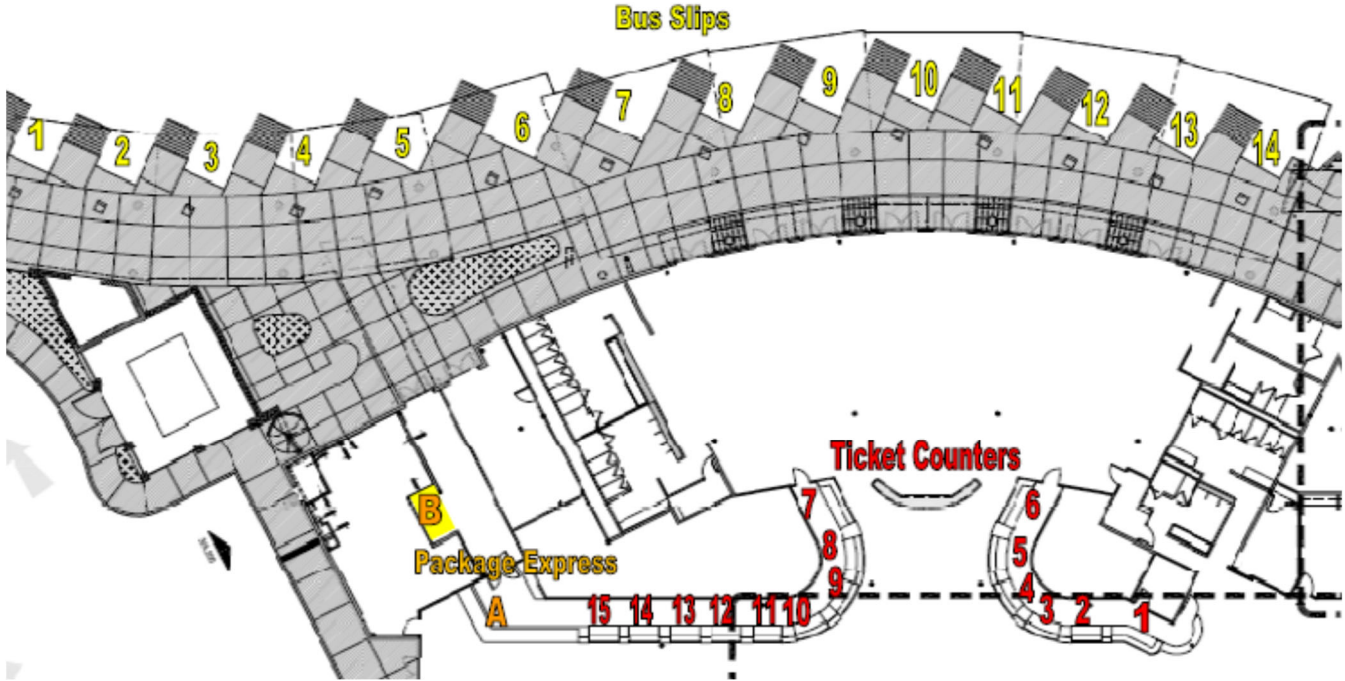 Bus Slips
1 2 3 4 5 6 7 8 9 10 11 12 13 14
Ticket Counters
7 6
B
8 5
Package Express
9 4
A 15 14 13 12 11 10 3 2 1